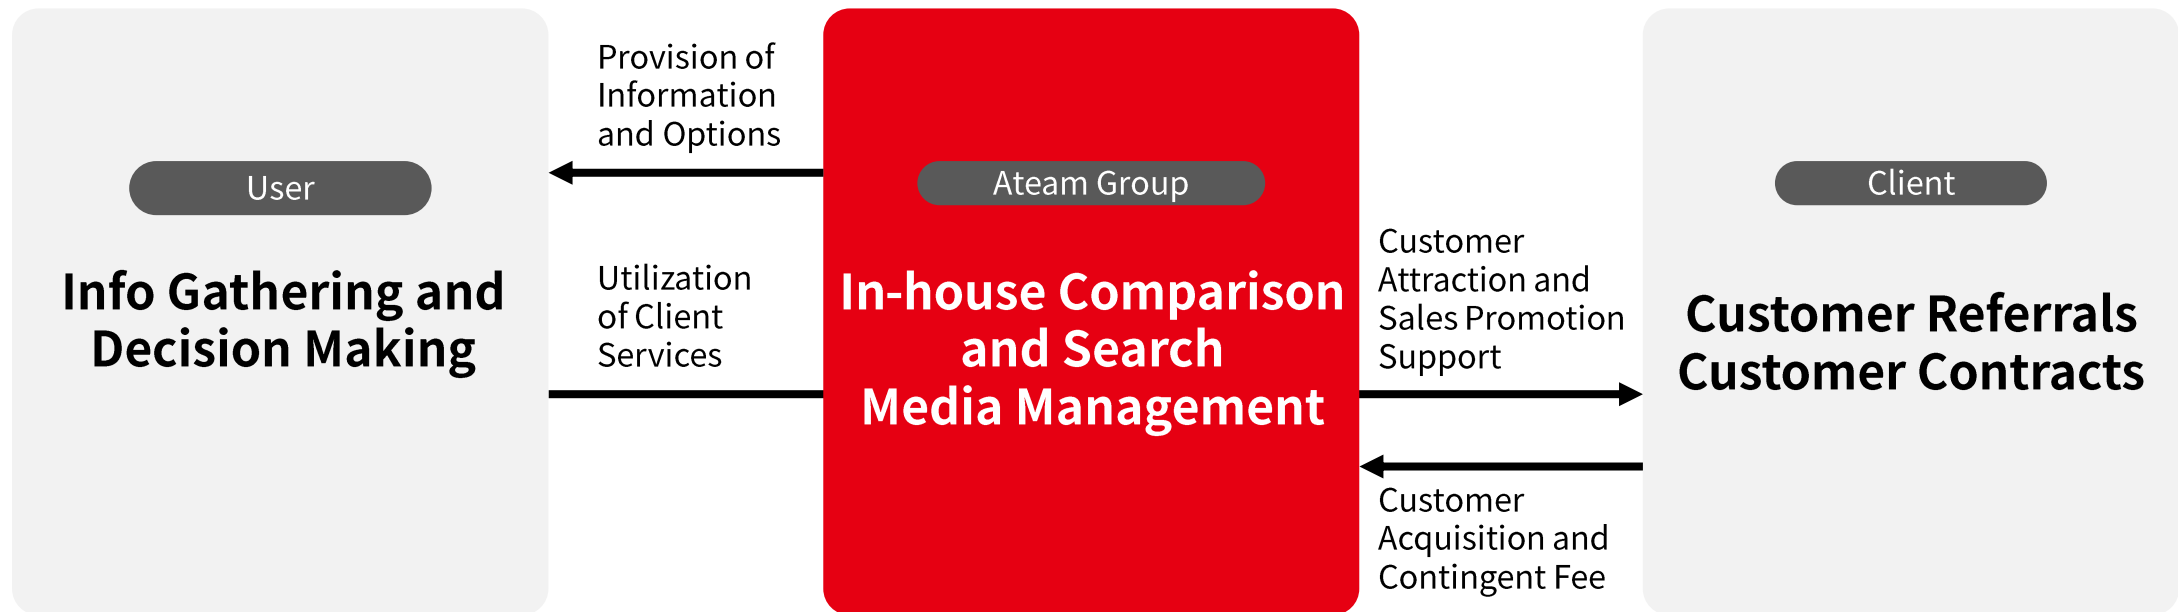 User
Info Gathering and
Decision Making
Provision of
Information
and Options
Utilization
of Client
Services
Ateam Group
In-house Comparison
and Search
Media Management
Customer
Attraction and
Sales Promotion
Support
Customer
Acquisition and
Contingent Fee
Client
Customer Referrals
Customer Contracts